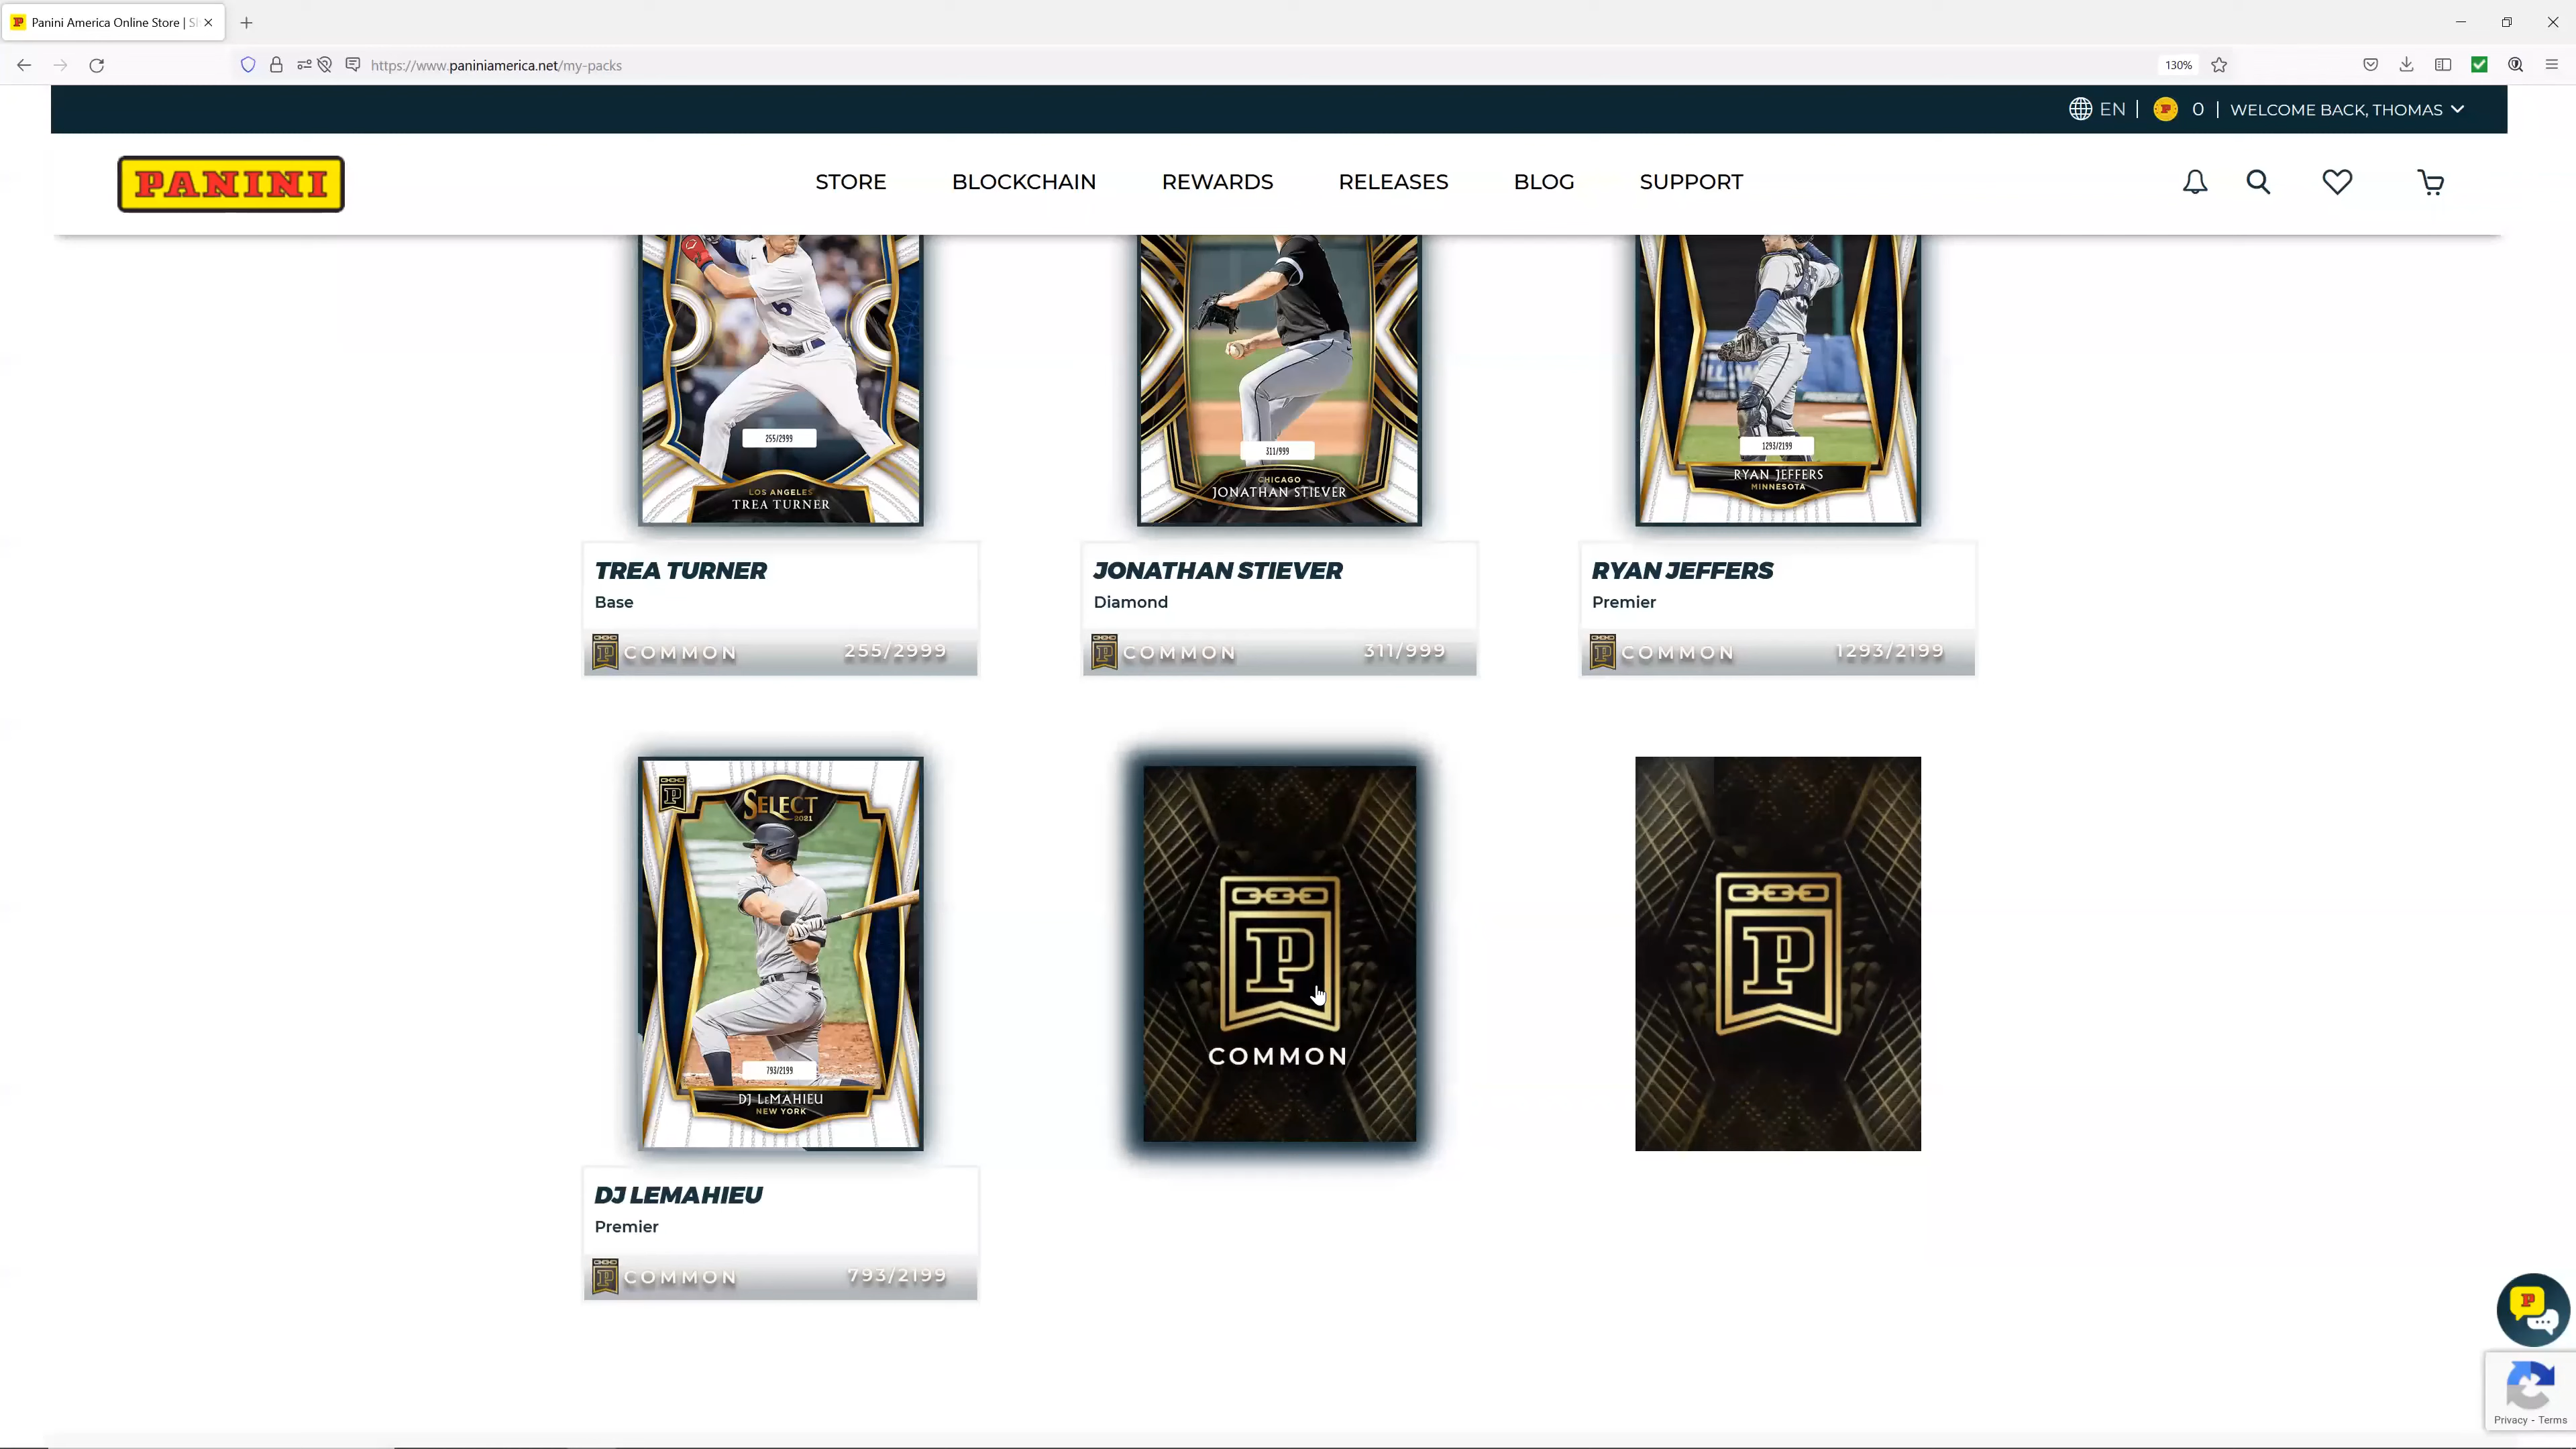 Panini America Online Store | S
https://www.paniniamerica.net/my-packs
130%
EN | 0 | WELCOME BACK, THOMAS
PANINI
STORE
BLOCKCHAIN
REWARDS
RELEASES
BLOG
SUPPORT
6
255/2999
LOS ANGELES
TREA TURNER
311/999
CHICAGO
JONATHAN STIEVER
1293/2199
RYAN JEFFERS
MINNESOTA
TREA TURNER
Base
COMMON 255/2999
JONATHAN STIEVER
Diamond
COMMON 311/999
RYAN JEFFERS
Premier
COMMON 1293/2199
P
SELECT
2021
793/2199
DJ LEMAHIEU
NEW YORK
P
COMMON
P
DJ LEMAHIEU
Premier
COMMON 793/2199
P
Privacy - Terms